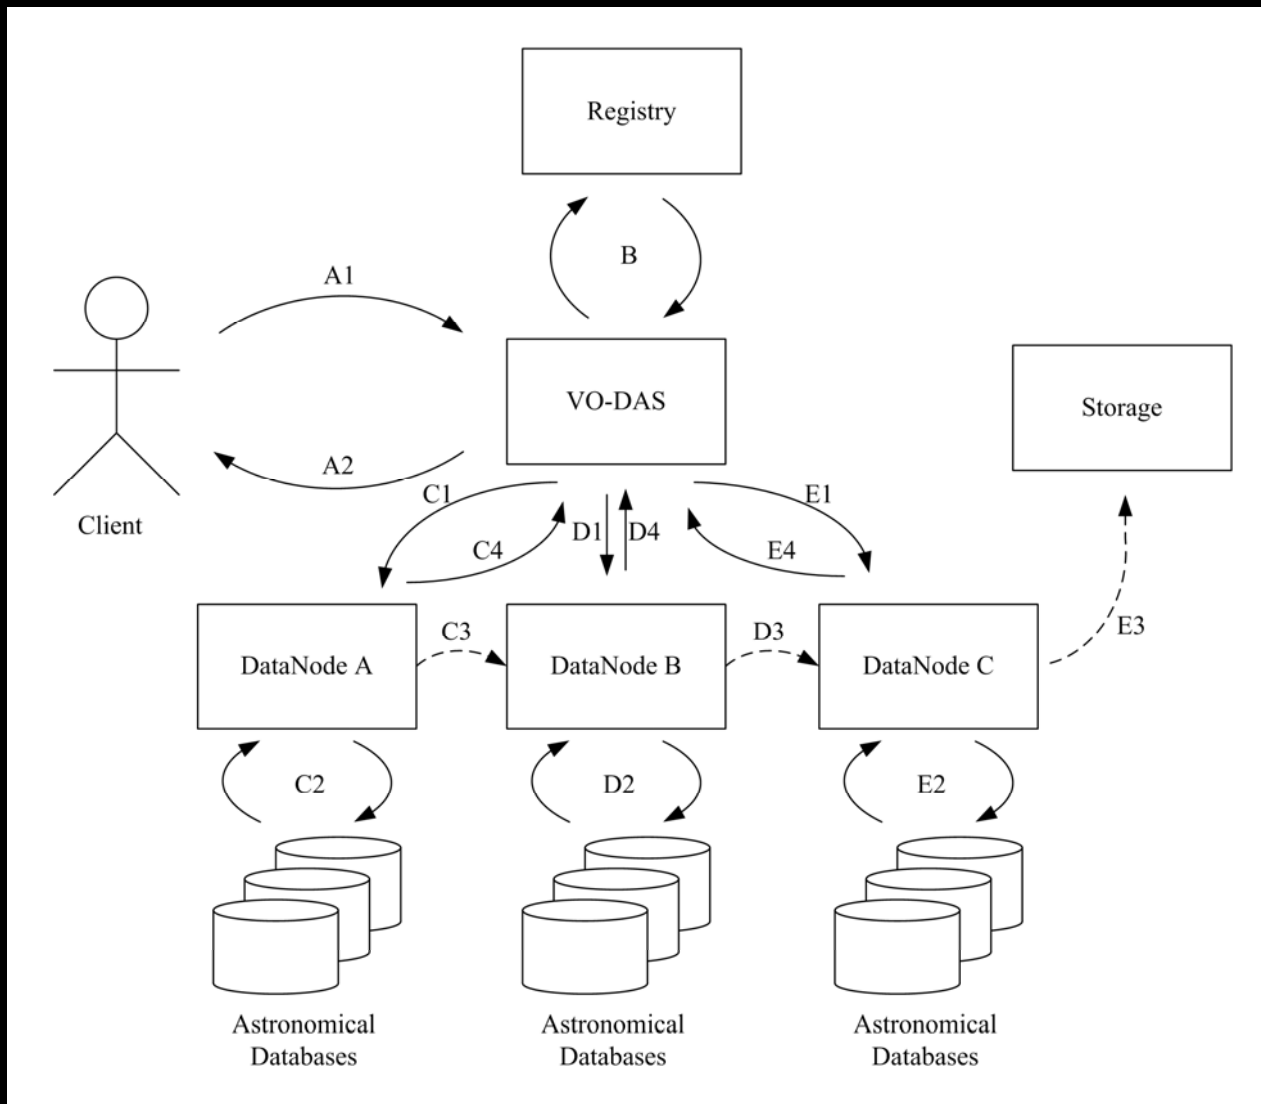 Registry
B
A1
VO-DAS
Storage
A2
Client
C1
E1
D1
D4
C4
E4
C3
D3
E3
DataNode A
DataNode B
DataNode C
C2
D2
E2
Astronomical
Databases
Astronomical
Databases
Astronomical
Databases